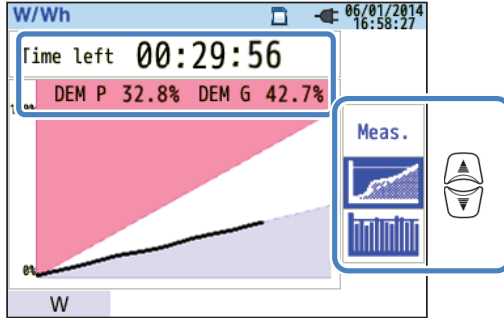 W/Wh 06/01/2014
16:58:27
Time left 00:29:56
DEM P 32.8% DEM G 42.7%
Meas.
0%
W